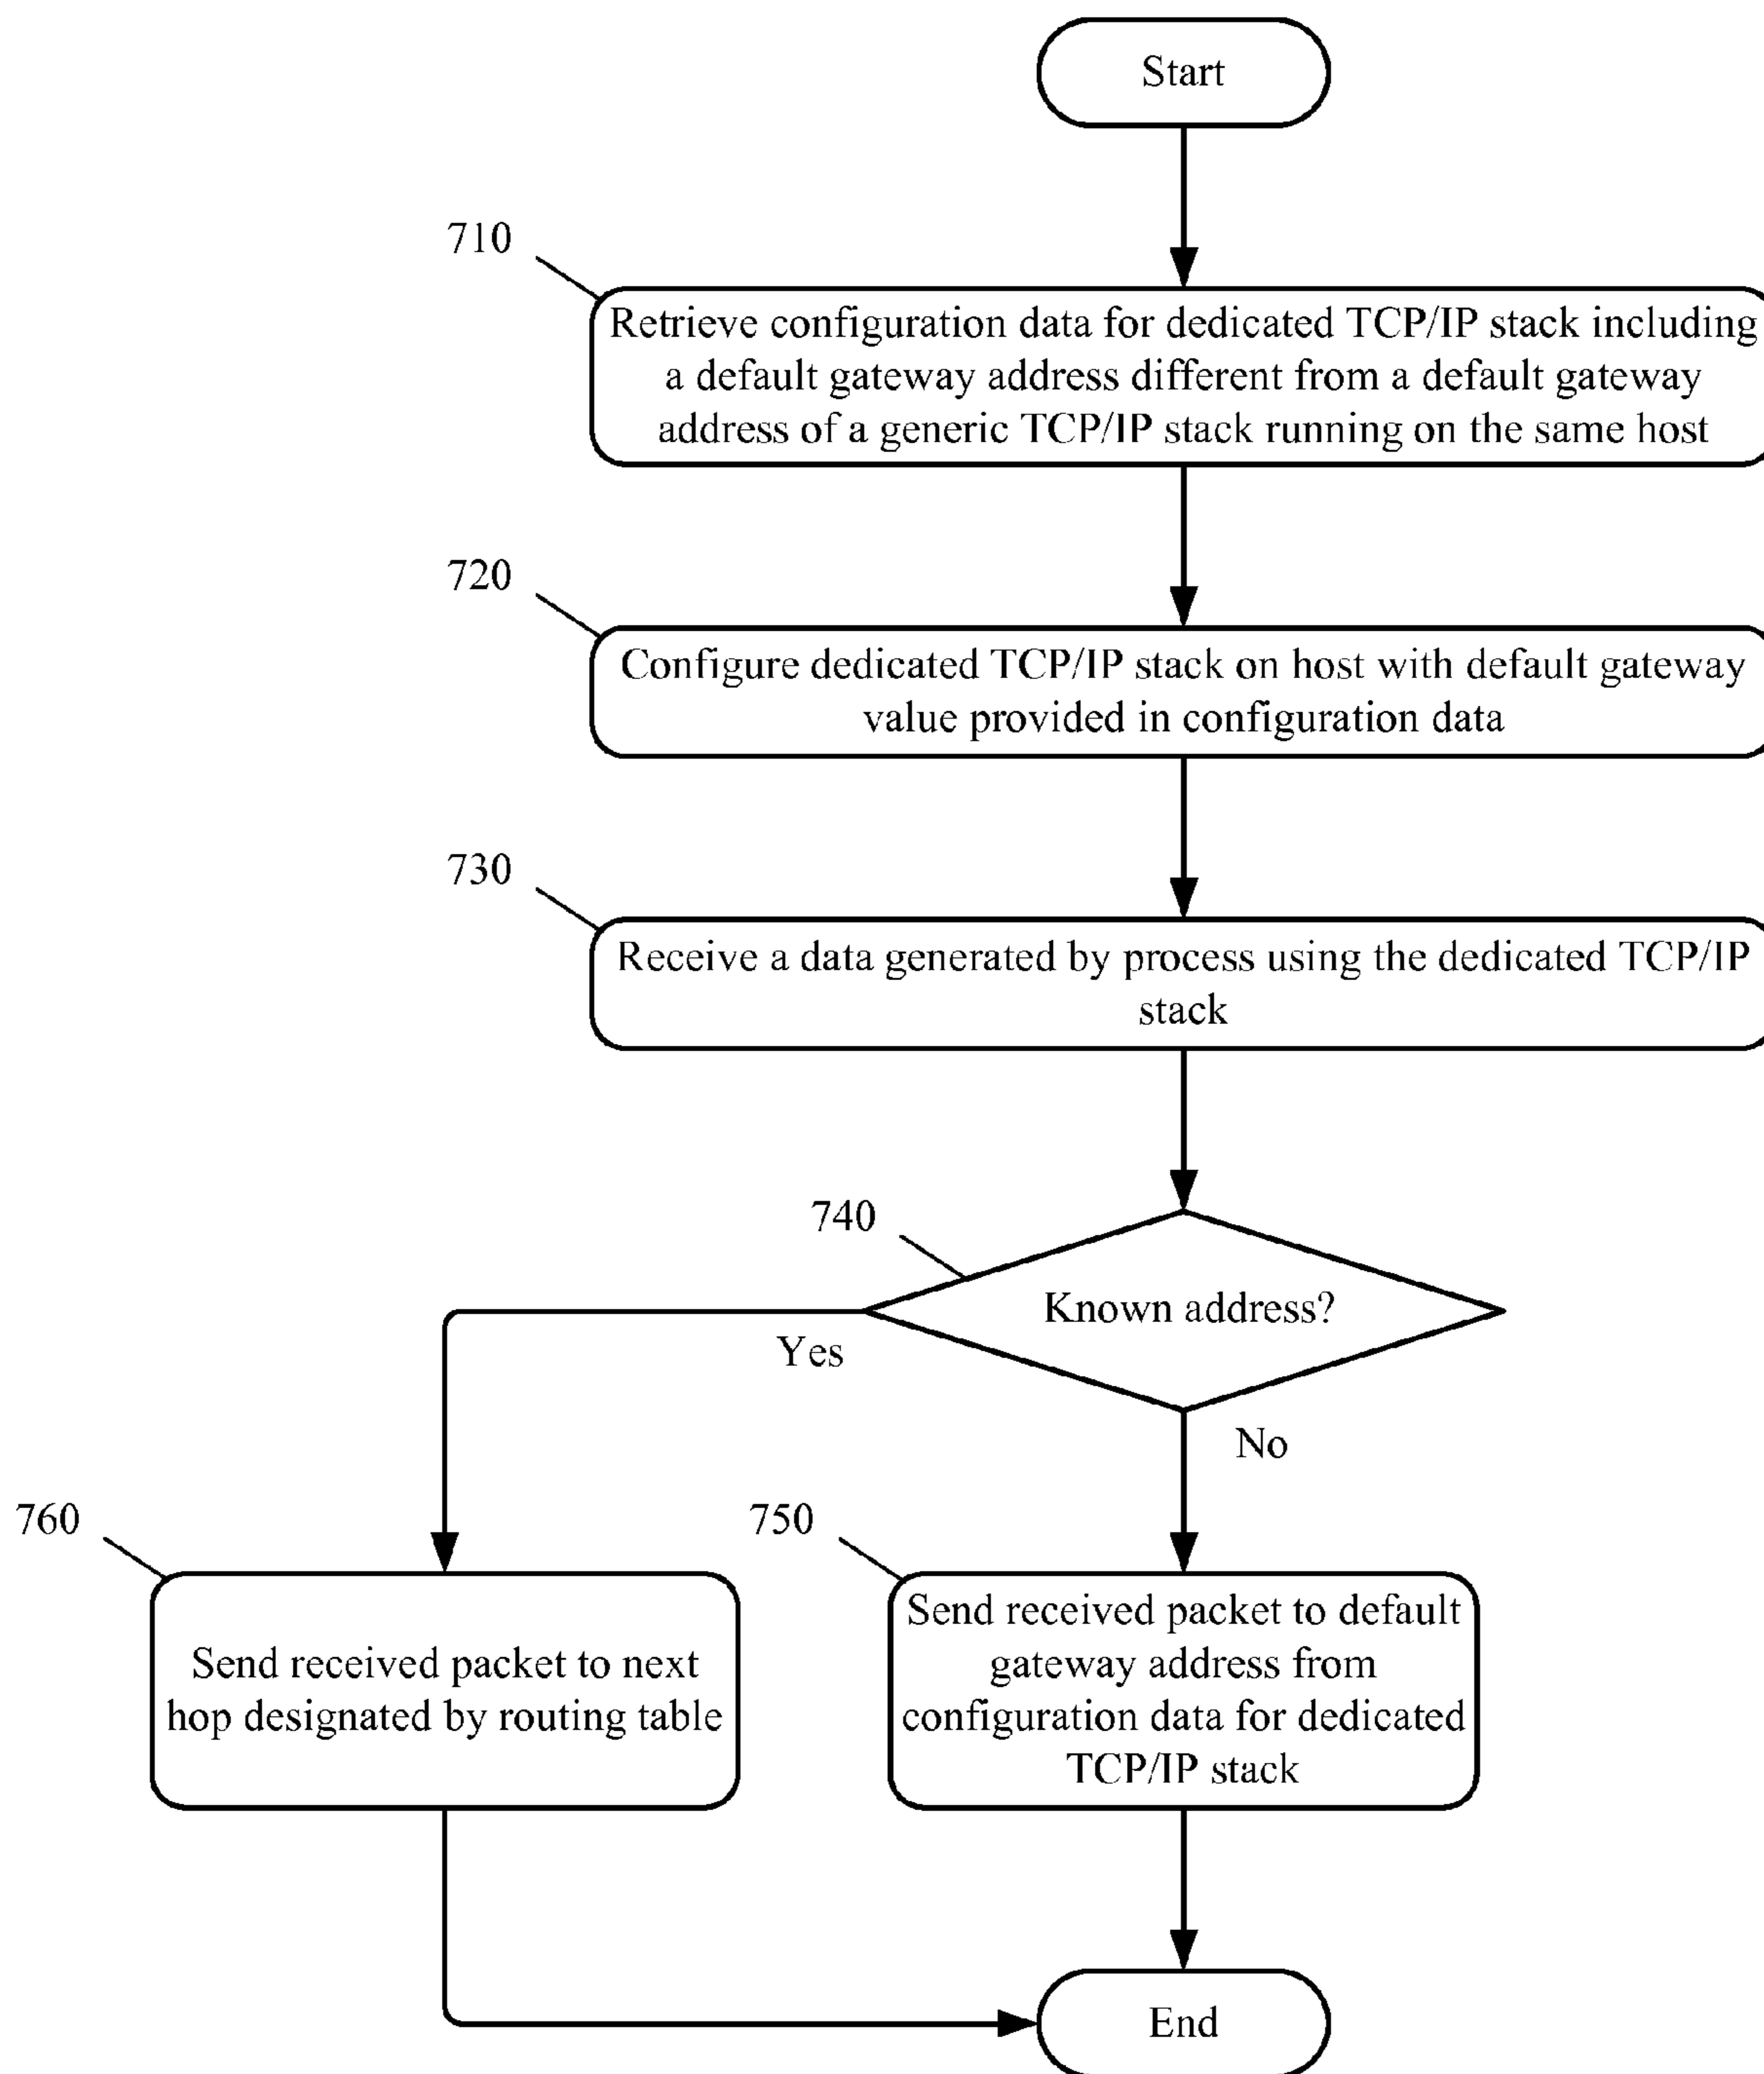 Start
710
Retrieve configuration data for dedicated TCP/IP stack including
a default gateway address different from a default gateway
address of a generic TCP/IP stack running on the same host
720
Configure dedicated TCP/IP stack on host with default gateway
value provided in configuration data
730
Receive a data generated by process using the dedicated TCP/IP
stack
740
Known address?
Yes
No
760
750
Send received packet to next
hop designated by routing table
Send received packet to default
gateway address from
configuration data for dedicated
TCP/IP stack
End